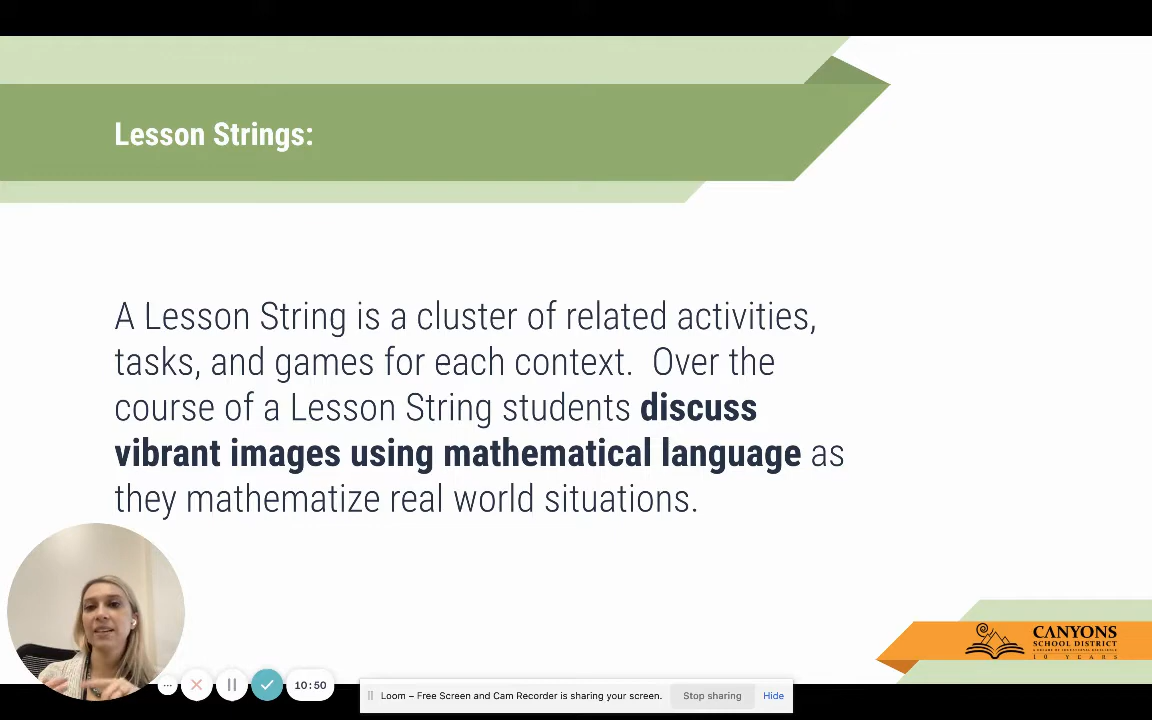 Lesson Strings:
A Lesson String is a cluster of related activities,
tasks, and games for each context.  Over the
course of a Lesson String students discuss
vibrant images using mathematical language as
they mathematize real world situations.
CANYONS
SCHOOL DISTRICT
10 YEARS
10:50
Loom – Free Screen and Cam Recorder is sharing your screen.
Stop sharing
Hide